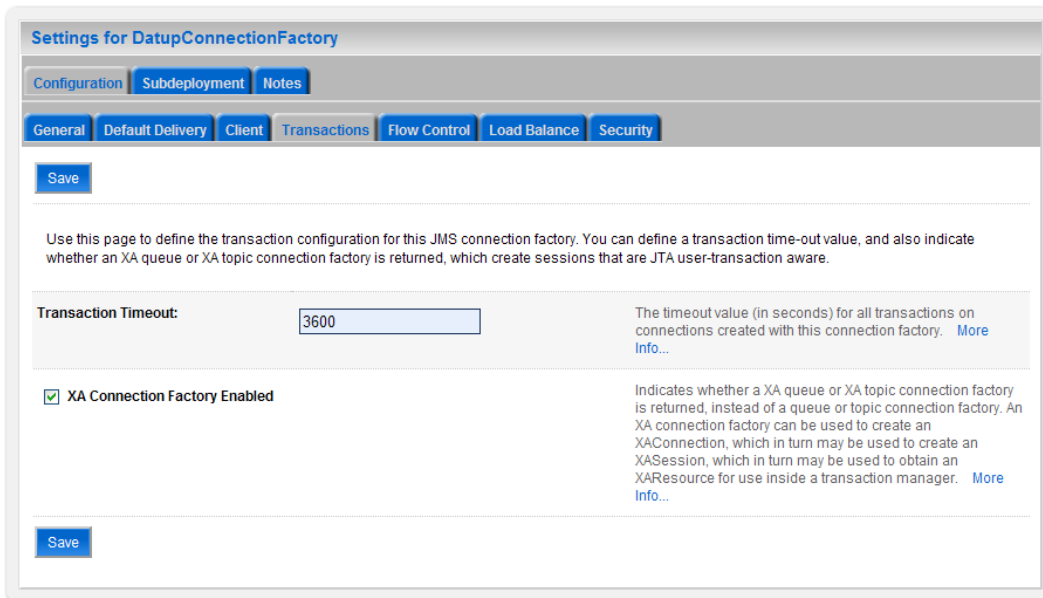 Settings for DatupConnectionFactory
Configuration Subdeployment Notes
General Default Delivery Client Transactions Flow Control Load Balance Security
Save
Use this page to define the transaction configuration for this JMS connection factory. You can define a transaction time-out value, and also indicate
whether an XA queue or XA topic connection factory is returned, which create sessions that are JTA user-transaction aware.
Transaction Timeout:
3600
The timeout value (in seconds) for all transactions on
connections created with this connection factory. More
Info...
XA Connection Factory Enabled
Indicates whether a XA queue or XA topic connection factory
is returned, instead of a queue or topic connection factory. An
XA connection factory can be used to create an
XAConnection, which in turn may be used to create an
XASession, which in turn may be used to obtain an
XAResource for use inside a transaction manager. More
Info...
Save